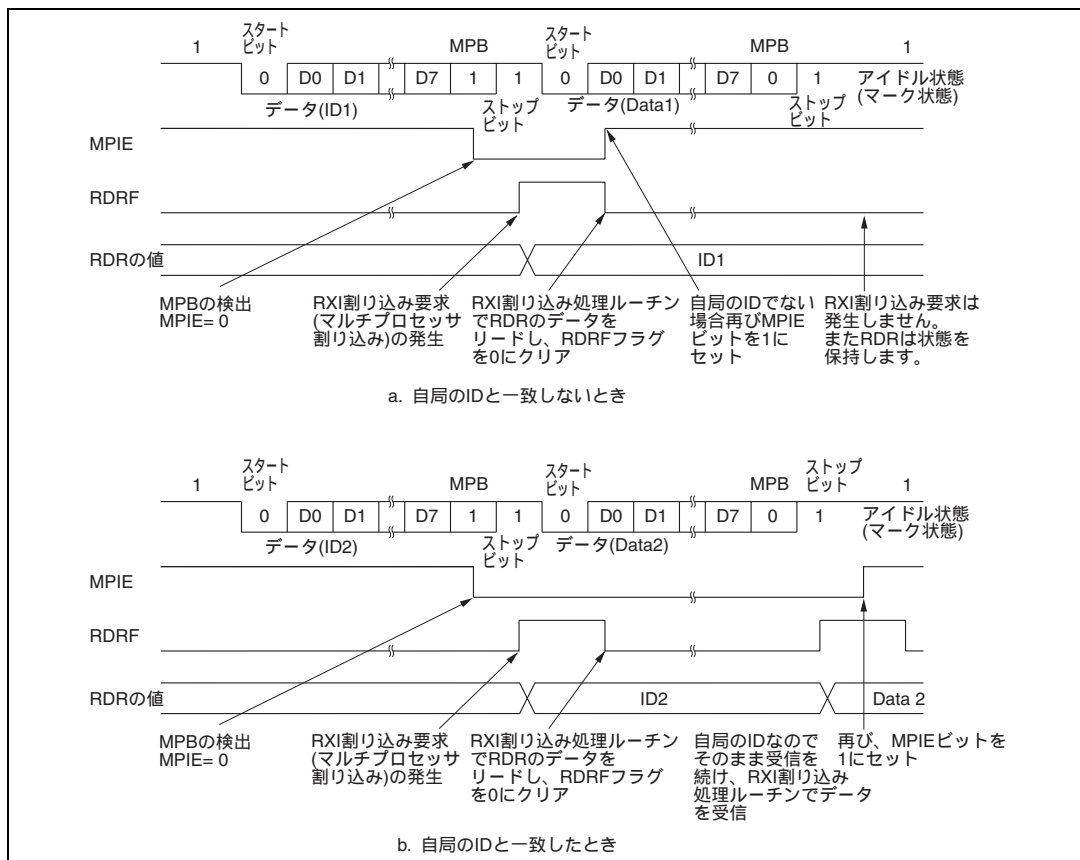 スタート
ビット
スタート
ビット
1 MPB MPB 1
0 D0 D1 D7 1 1 0 D0 D1 D7 0 1 アイドル状態
(マーク状態)
データ(ID1) ストップ
ビット
データ(Data1) ストップ
ビット
MPIE
RDRF
RDRの値 ID1
MPBの検出
MPIE= 0
RXI割り込み要求
(マルチプロセッサ
割り込み)の発生
RXI割り込み処理ルーチン
でRDRのデータを
リードし、RDRFフラグ
を0にクリア
自局のIDでない
場合再びMPIE
ビットを1に
セット
RXI割り込み要求は
発生しません。
またRDRは状態を
保持します。
a. 自局のIDと一致しないとき
スタート
ビット
スタート
ビット
ストップ
ビット
1 MPB MPB 1
0 D0 D1 D7 1 1 0 D0 D1 D7 0 1 アイドル状態
(マーク状態)
データ(ID2) ストップ
ビット
データ(Data2)
MPIE
RDRF
RDRの値 ID2 Data 2
MPBの検出
MPIE= 0
RXI割り込み要求
(マルチプロセッサ
割り込み)の発生
RXI割り込み処理ルーチン
でRDRのデータを
リードし、RDRFフラグ
を0にクリア
自局のIDなので
そのまま受信を
続け、RXI割り込み
処理ルーチンでデータ
を受信
再び、MPIEビットを
1にセット
b. 自局のIDと一致したとき